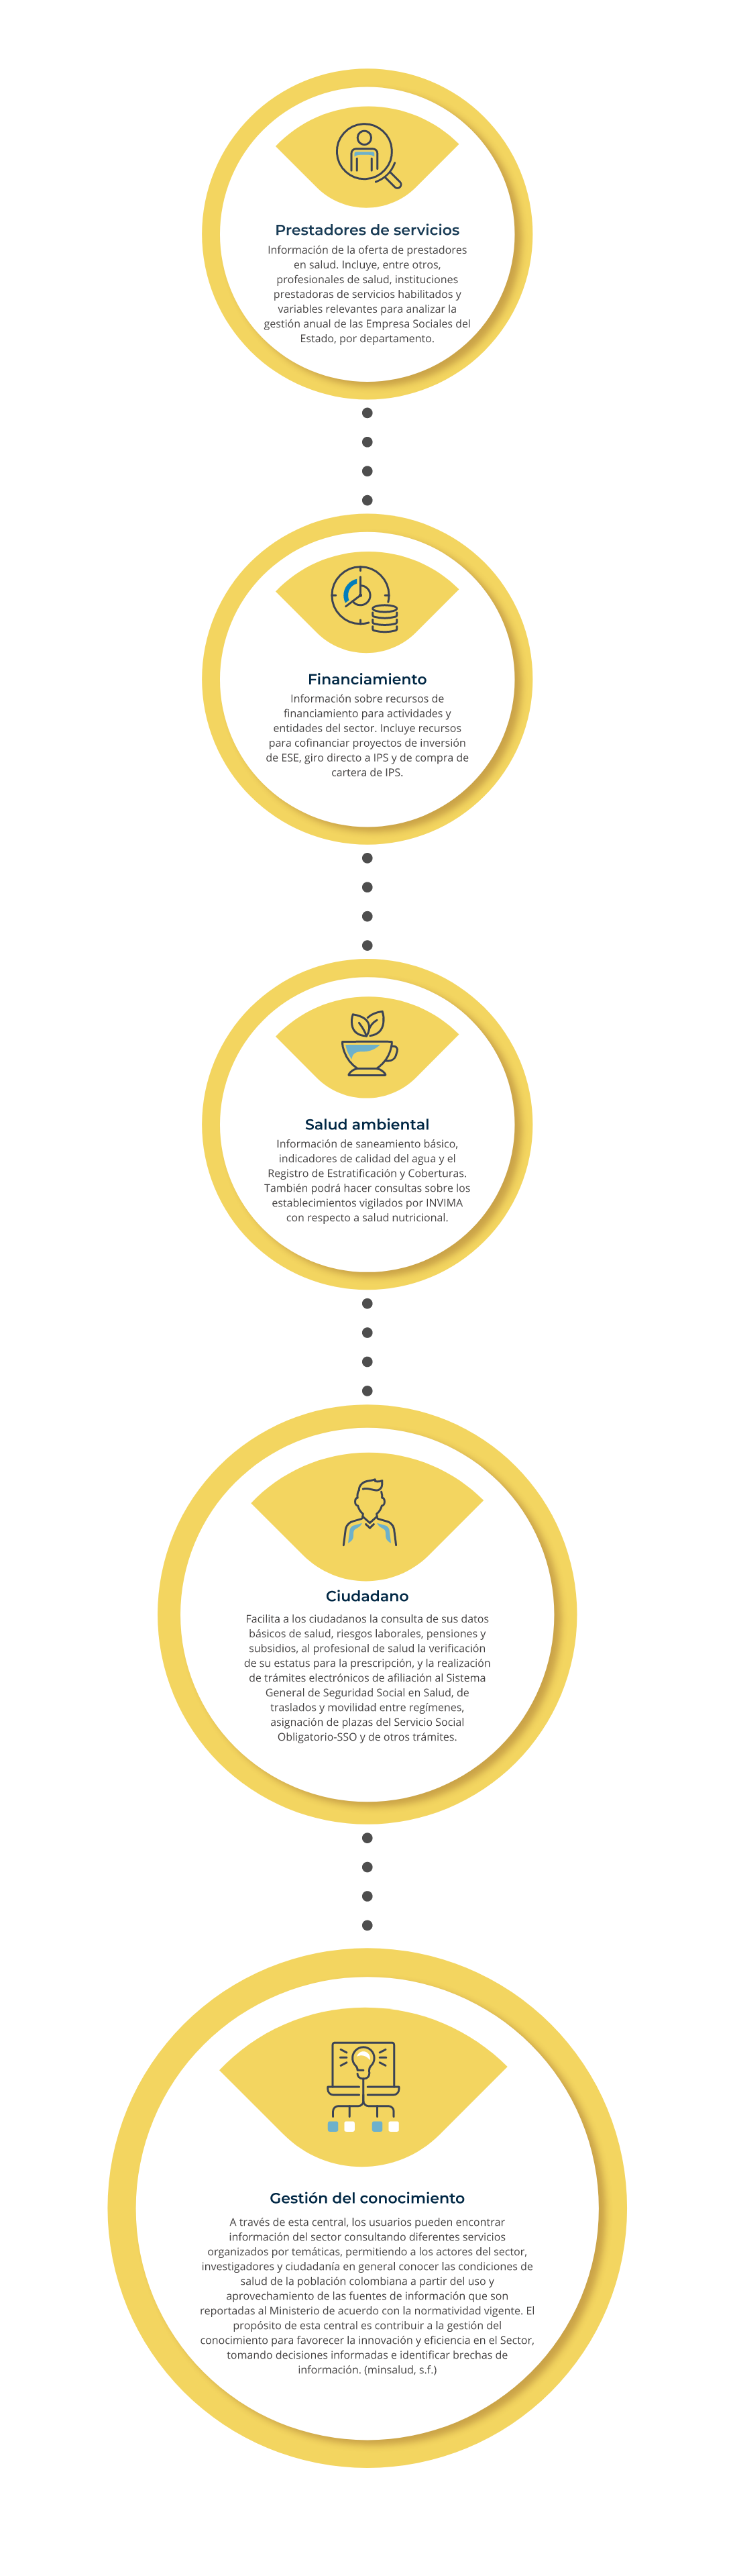 Prestadores de servicios
Información de la oferta de prestadores
en salud. Incluye, entre otros,
profesionales de salud, instituciones
prestadoras de servicios habilitados y
variables relevantes para analizar la
gestión anual de las Empresa Sociales del
Estado, por departamento.
Financiamiento
Información sobre recursos de
financiamiento para actividades y
entidades del sector. Incluye recursos
para cofinanciar proyectos de inversión
de ESE, giro directo a IPS y de compra de
cartera de IPS.
Salud ambiental
Información de saneamiento básico,
indicadores de calidad del agua y el
Registro de Estratificación y Coberturas.
También podrá hacer consultas sobre los
establecimientos vigilados por INVIMA
con respecto a salud nutricional.
Ciudadano
Facilita a los ciudadanos la consulta de sus datos
básicos de salud, riesgos laborales, pensiones y
subsidios, al profesional de salud la verificación
de su estatus para la prescripción, y la realización
de trámites electrónicos de afiliación al Sistema
General de Seguridad Social en Salud, de
traslados y movilidad entre regímenes,
asignación de plazas del Servicio Social
Obligatorio-SSO y de otros trámites.
Gestión del conocimiento
A través de esta central, los usuarios pueden encontrar
información del sector consultando diferentes servicios
organizados por temáticas, permitiendo a los actores del sector,
investigadores y ciudadanía en general conocer las condiciones de
salud de la población colombiana a partir del uso y
aprovechamiento de las fuentes de información que son
reportadas al Ministerio de acuerdo con la normatividad vigente. El
propósito de esta central es contribuir a la gestión del
conocimiento para favorecer la innovación y eficiencia en el Sector,
tomando decisiones informadas e identificar brechas de
información. (minsalud, s.f.)